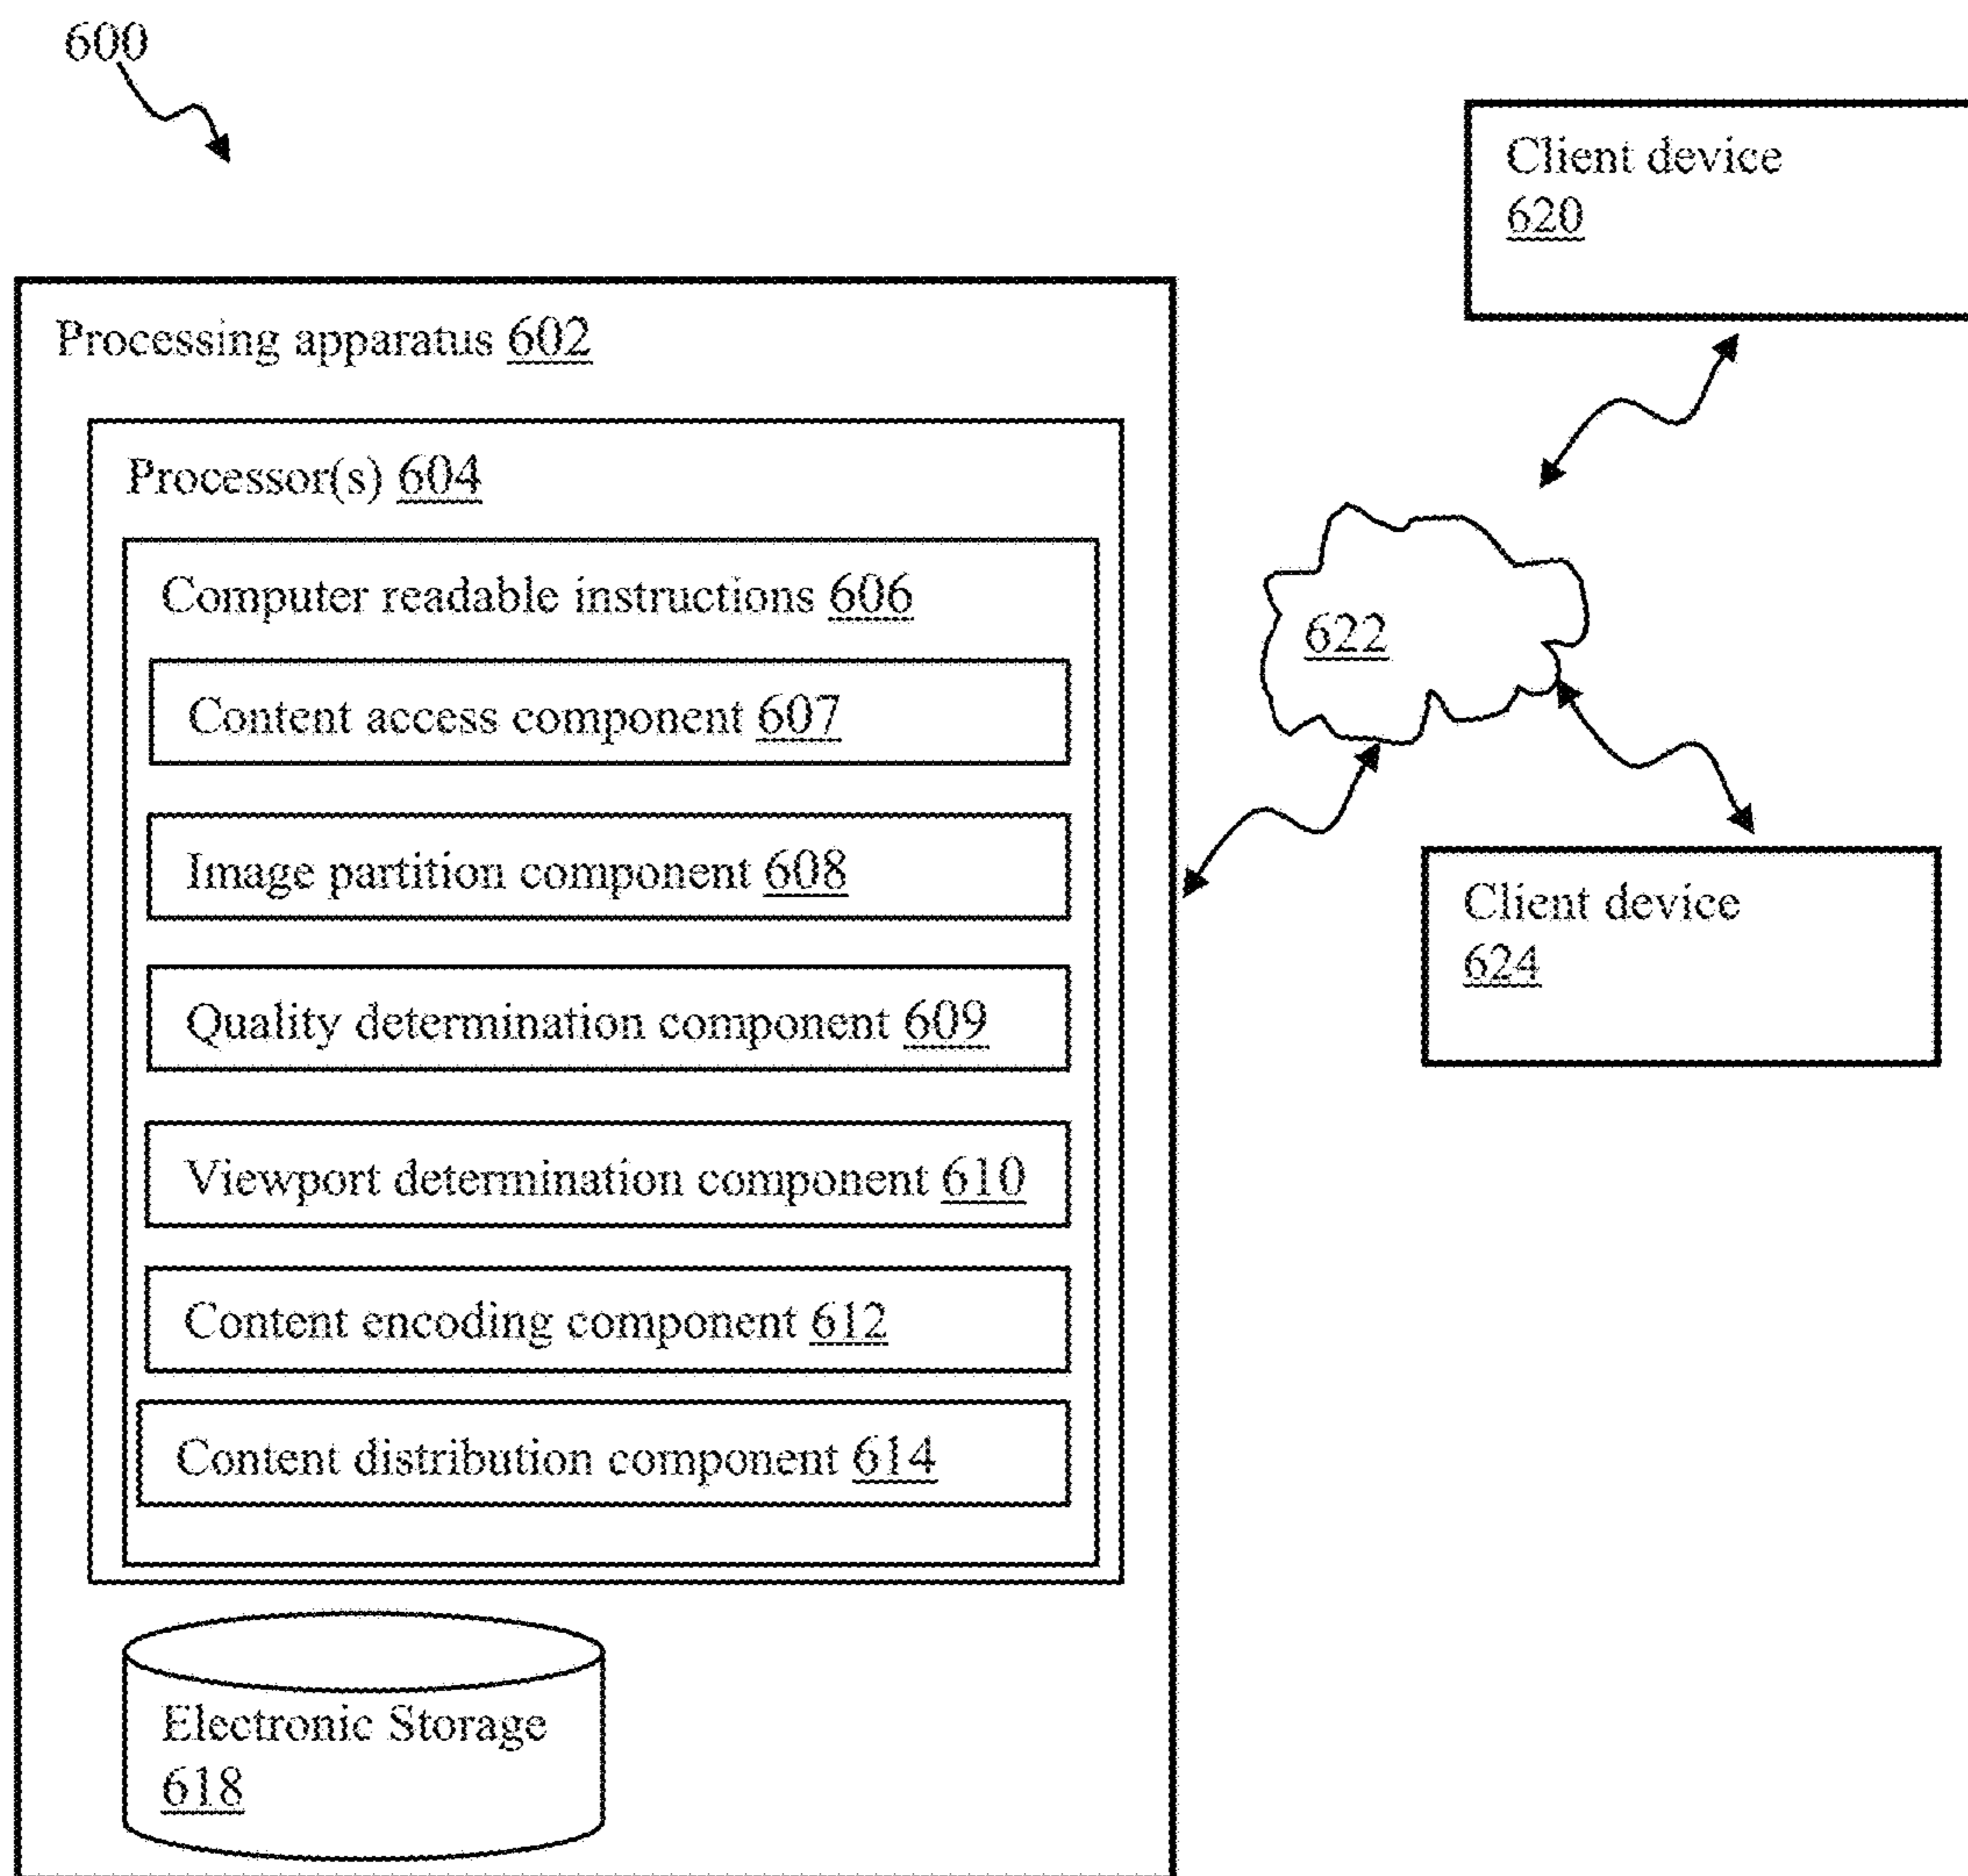 600
Client device
620
Processing apparatus 602
Processor(s) 604
Computer readable instructions 606
Content access component 607
622
Image partition component 608
Client device
624
Quality determination component 609
Viewport determination component 610
Content encoding component 612
Content distribution component 614
Electronic Storage
618